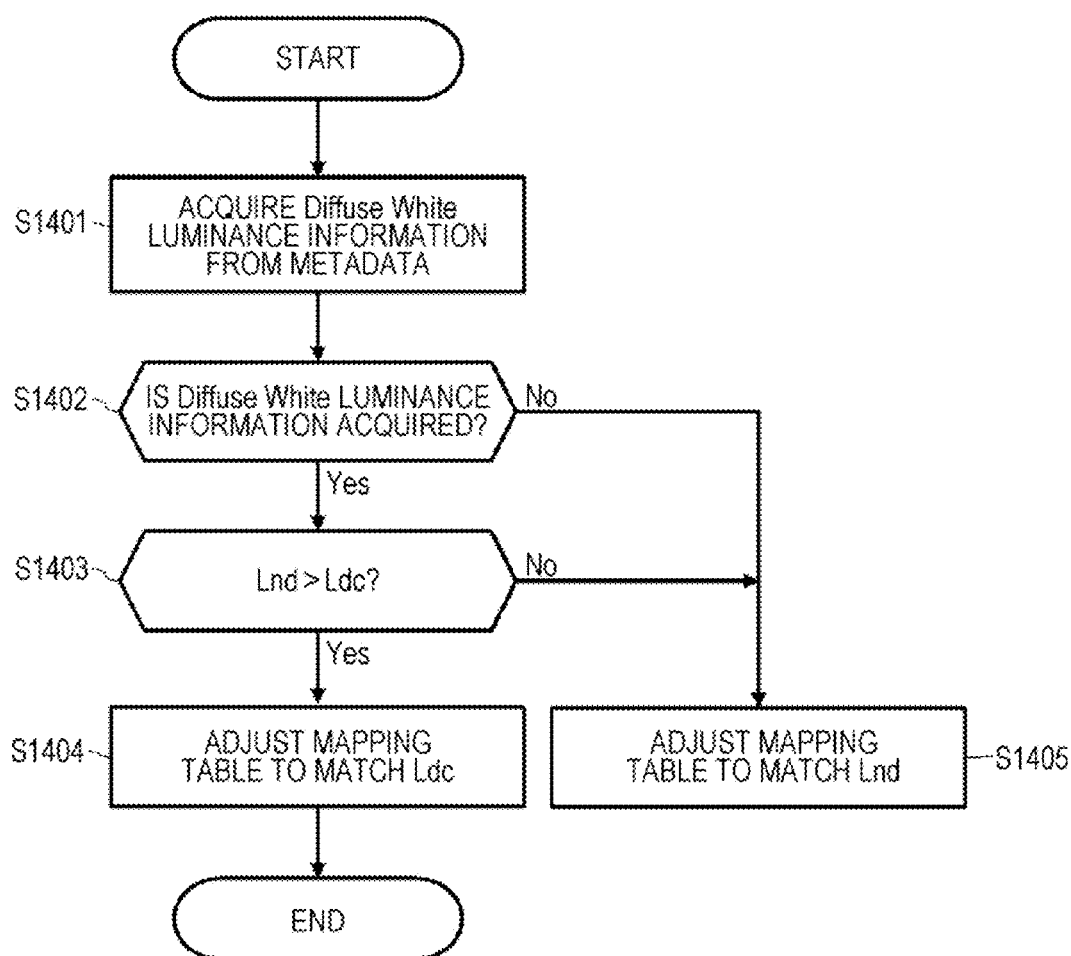 START
S1401
ACQUIRE Diffuse White
LUMINANCE INFORMATION
FROM METADATA
S1402
IS Diffuse White LUMINANCE
INFORMATION ACQUIRED?
No
Yes
S1403
Lnd > Ldc?
No
Yes
S1404
ADJUST MAPPING
TABLE TO MATCH Ldc
ADJUST MAPPING
TABLE TO MATCH Lnd
S1405
END